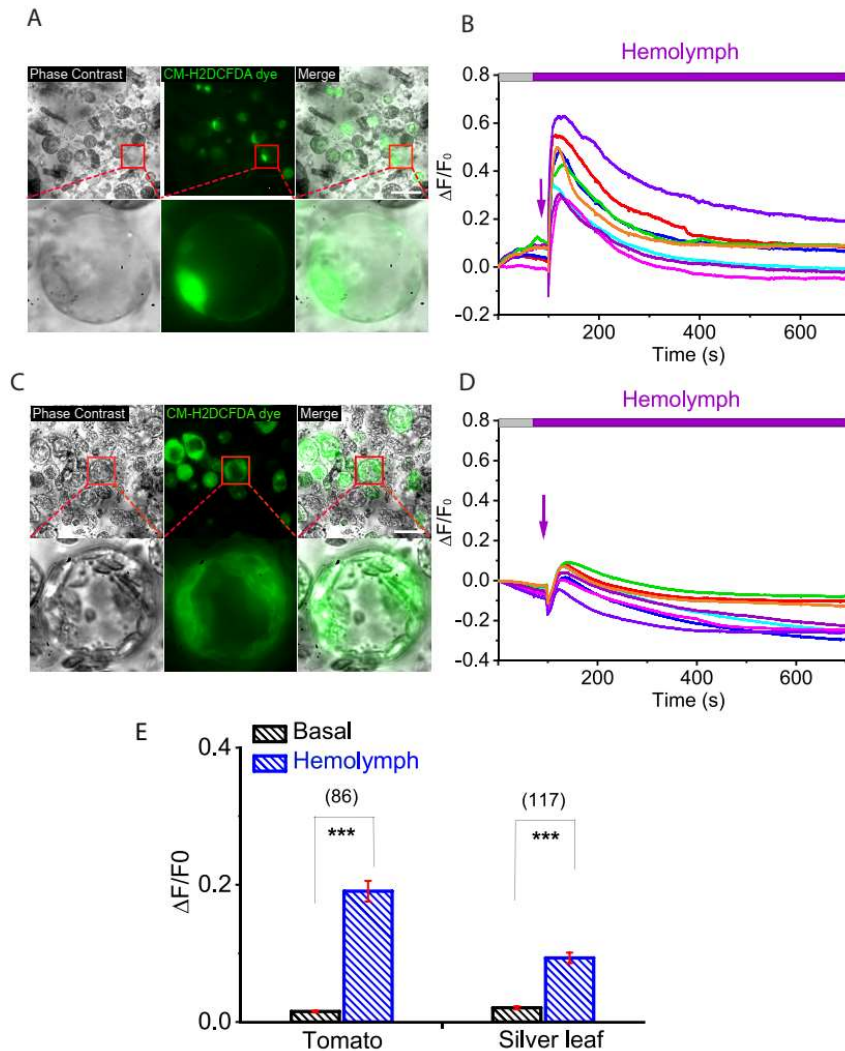 A
Phase Contrast CM-H2DCFDA dye Merge
B
Hemolymph
0.8
0.6
0.4
0.2
0.0
-0.2
ΔF/F₀
200 400 600
Time (s)
C
Phase Contrast CM-H2DCFDA dye Merge
D
Hemolymph
0.8
0.6
0.4
0.2
0.0
-0.2
-0.4
ΔF/F₀
200 400 600
Time (s)
E
Basal
Hemolymph
0.4
0.2
0.0
ΔF/F0
(86) (117)
*** ***
Tomato Silver leaf